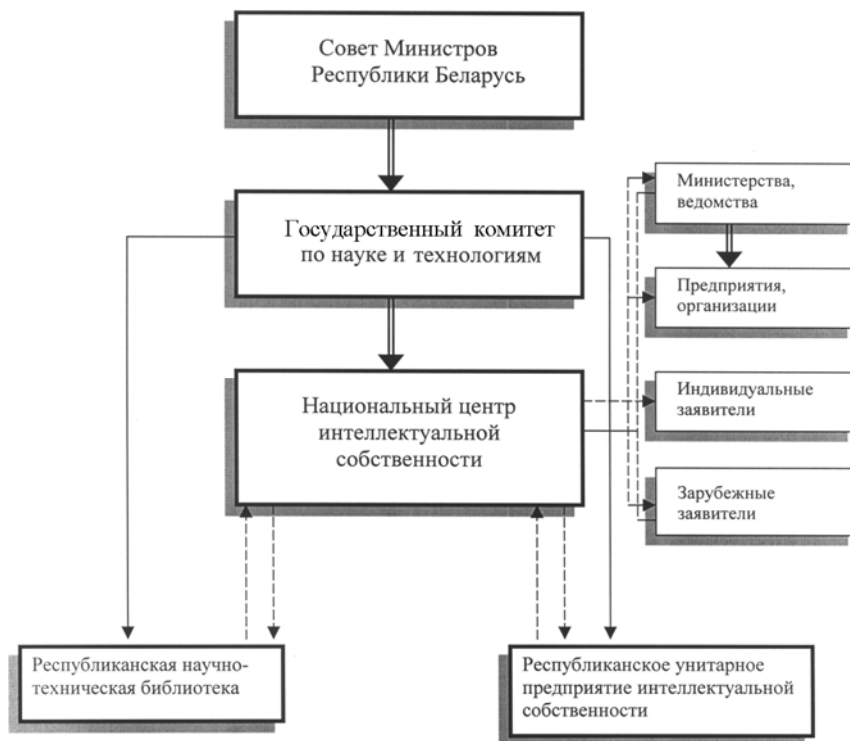 Совет Министров
Республики Беларусь
Государственный комитет
по науке и технологиям
Национальный центр
интеллектуальной
собственности
Министерства,
ведомства
Предприятия,
организации
Индивидуальные
заявители
Зарубежные
заявители
Республиканская научно-
техническая библиотека
Республиканское унитарное
предприятие интеллектуальной
собственности